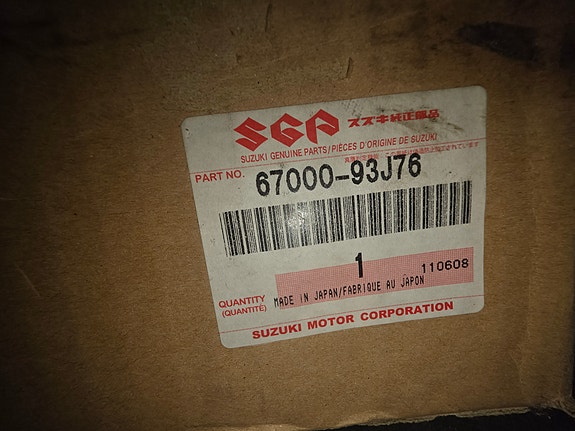 SGP スズキ純正部品
SUZUKI GENUINE PARTS/PIÈCES D'ORIGINE DE SUZUKI
PART NO. 67000-93J76
1
110608
QUANTITY
(QUANTITÉ)
MADE IN JAPAN/FABRIQUE AU JAPON
SUZUKI MOTOR CORPORATION